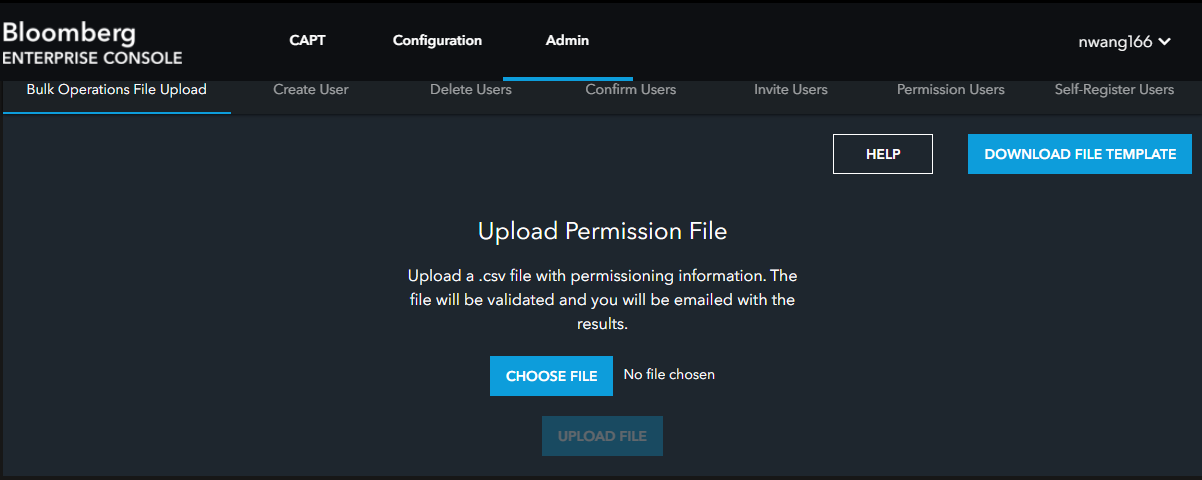 Bloomberg
ENTERPRISE CONSOLE
CAPT
Configuration
Admin
nwang166
Bulk Operations File Upload
Create User
Delete Users
Confirm Users
Invite Users
Permission Users
Self-Register Users
HELP
DOWNLOAD FILE TEMPLATE
Upload Permission File
Upload a .csv file with permissioning information. The
file will be validated and you will be emailed with the
results.
CHOOSE FILE
No file chosen
UPLOAD FILE